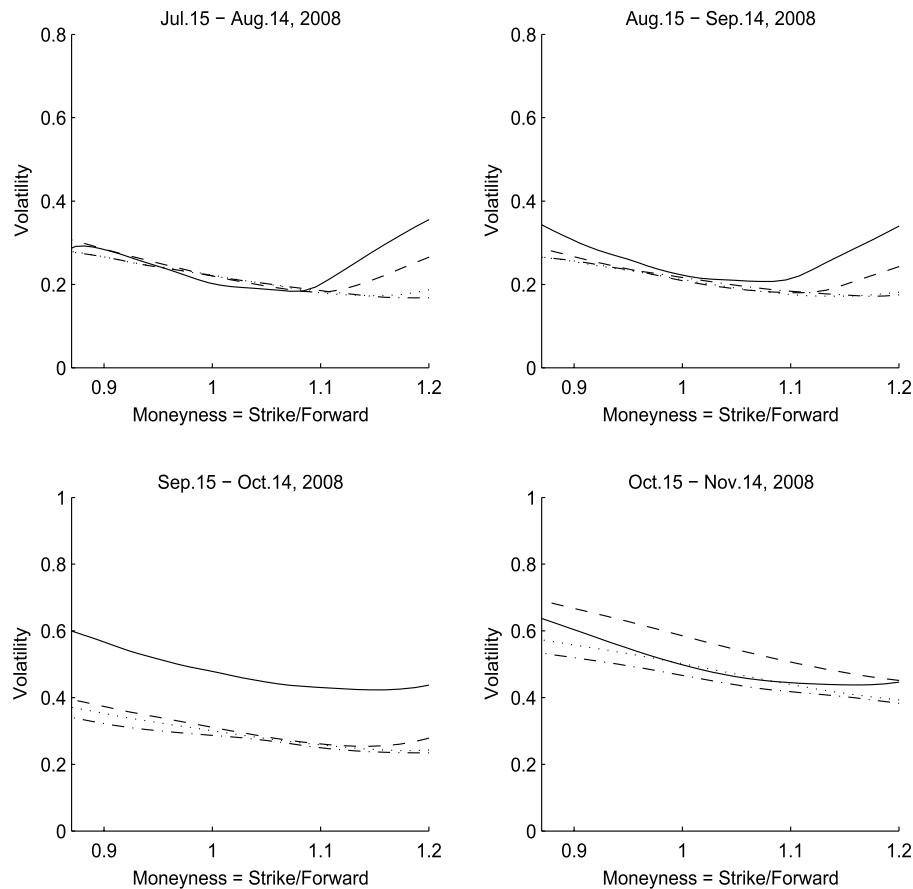 Jul.15 − Aug.14, 2008
0.8
0.6
0.4
0.2
0
Volatility
0.9 1 1.1 1.2
Moneyness = Strike/Forward
Aug.15 − Sep.14, 2008
0.8
0.6
0.4
0.2
0
Volatility
0.9 1 1.1 1.2
Moneyness = Strike/Forward
Sep.15 − Oct.14, 2008
1
0.8
0.6
0.4
0.2
0
Volatility
0.9 1 1.1 1.2
Moneyness = Strike/Forward
Oct.15 − Nov.14, 2008
1
0.8
0.6
0.4
0.2
0
Volatility
0.9 1 1.1 1.2
Moneyness = Strike/Forward